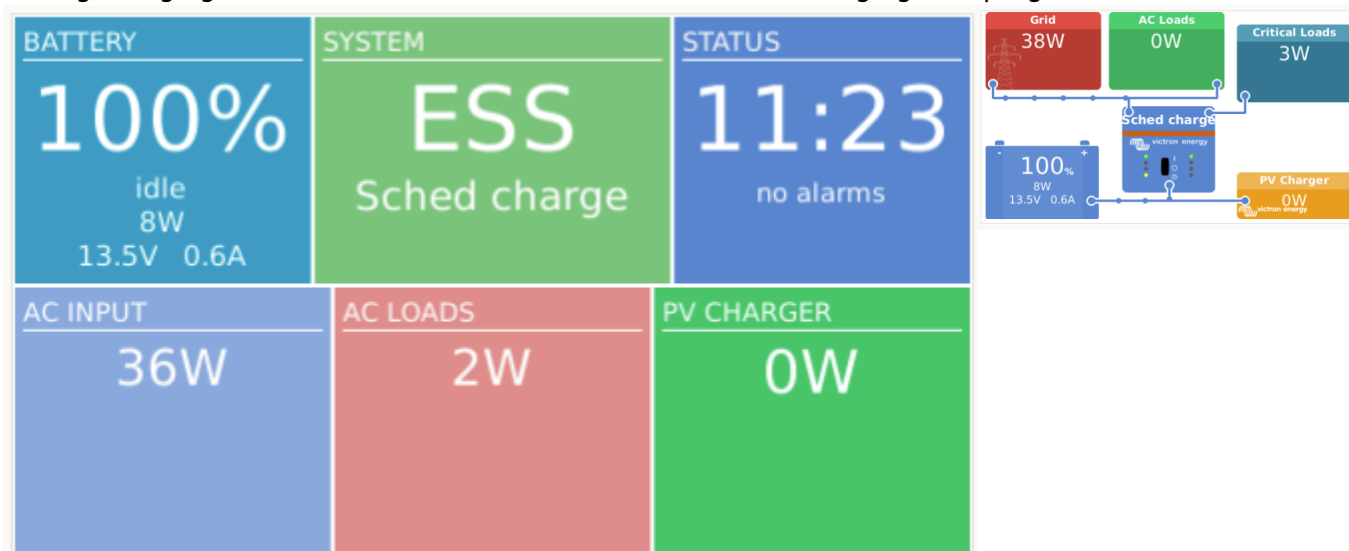 BATTERY
100%
idle
8W
13.5V 0.6A
SYSTEM
ESS
Sched charge
STATUS
11:23
no alarms
AC INPUT
36W
AC LOADS
2W
PV CHARGER
0W
Grid
38W
AC Loads
0W
Critical Loads
3W
Sched charge
victron energy
- +
100%
8W
13.5V 0.6A
PV Charger
0W
victron energy